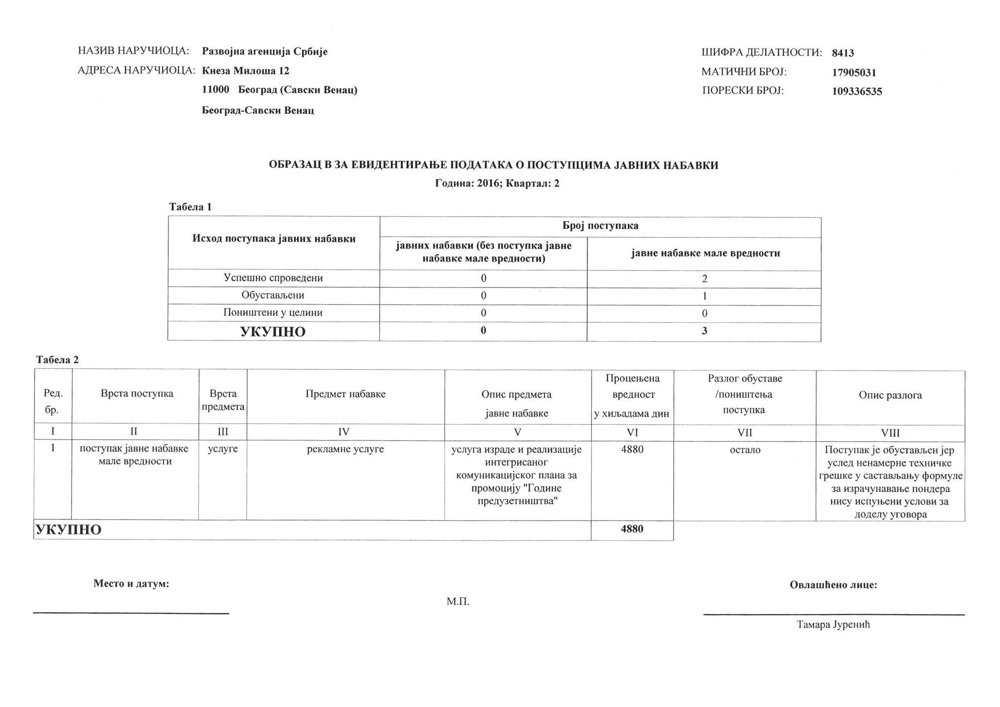 НАЗИВ НАРУЧИОЦА: Развојна агенција Србије
АДРЕСА НАРУЧИОЦА: Кнеза Милоша 12
11000 Београд (Савски Венац)
Београд-Савски Венац
ШИФРА ДЕЛАТНОСТИ: 8413
МАТИЧНИ БРОЈ: 17905031
ПОРЕСКИ БРОЈ: 109336535
ОБРАЗАЦ В ЗА ЕВИДЕНТИРАЊЕ ПОДАТАКА О ПОСТУПЦИМА ЈАВНИХ НАБАВКИ
Година: 2016; Квартал: 2
Табела 1
Исход поступака јавних набавки
Број поступака
јавних набавки (без поступка јавне
набавке мале вредности)
јавне набавке мале вредности
Успешно спроведени 0 2
Обустављени 0 1
Поништени у целини 0 0
УКУПНО 0 3
Табела 2
Ред.
бр.
Врста поступка
Врста
предмета
Предмет набавке
Опис предмета
јавне набавке
Процењена
вредност
у хиљадама дин
Разлог обуставе
/поништења
поступка
Опис разлога
I II III IV V VI VII VIII
1
поступак јавне набавке
мале вредности
услуге
рекламне услуге
услуга израде и реализације
интегрисаног
комуникацијског плана за
промоцију "Године
предузетништва"
4880
остало
Поступак је обустављен јер
услед ненамерне техничке
грешке у састављању формуле
за израчунавање пондера
нису испуњени услови за
доделу уговора
УКУПНО 4880
Место и датум:
М.П.
Овлашћено лице:
Тамара Јуренић